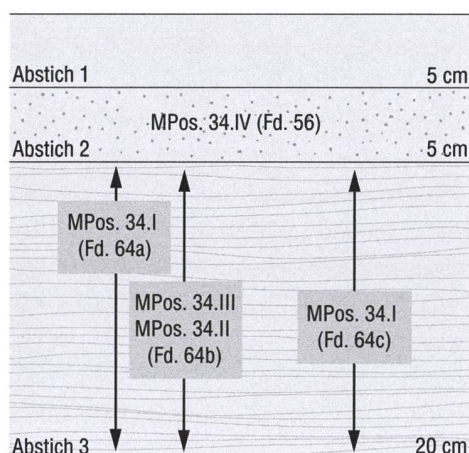 Abstich 1 5 cm
MPos. 34.IV (Fd. 56)
Abstich 2 5 cm
MPos. 34.I
(Fd. 64a)
MPos. 34.III
MPos. 34.II
(Fd. 64b)
MPos. 34.I
(Fd. 64c)
Abstich 3 20 cm